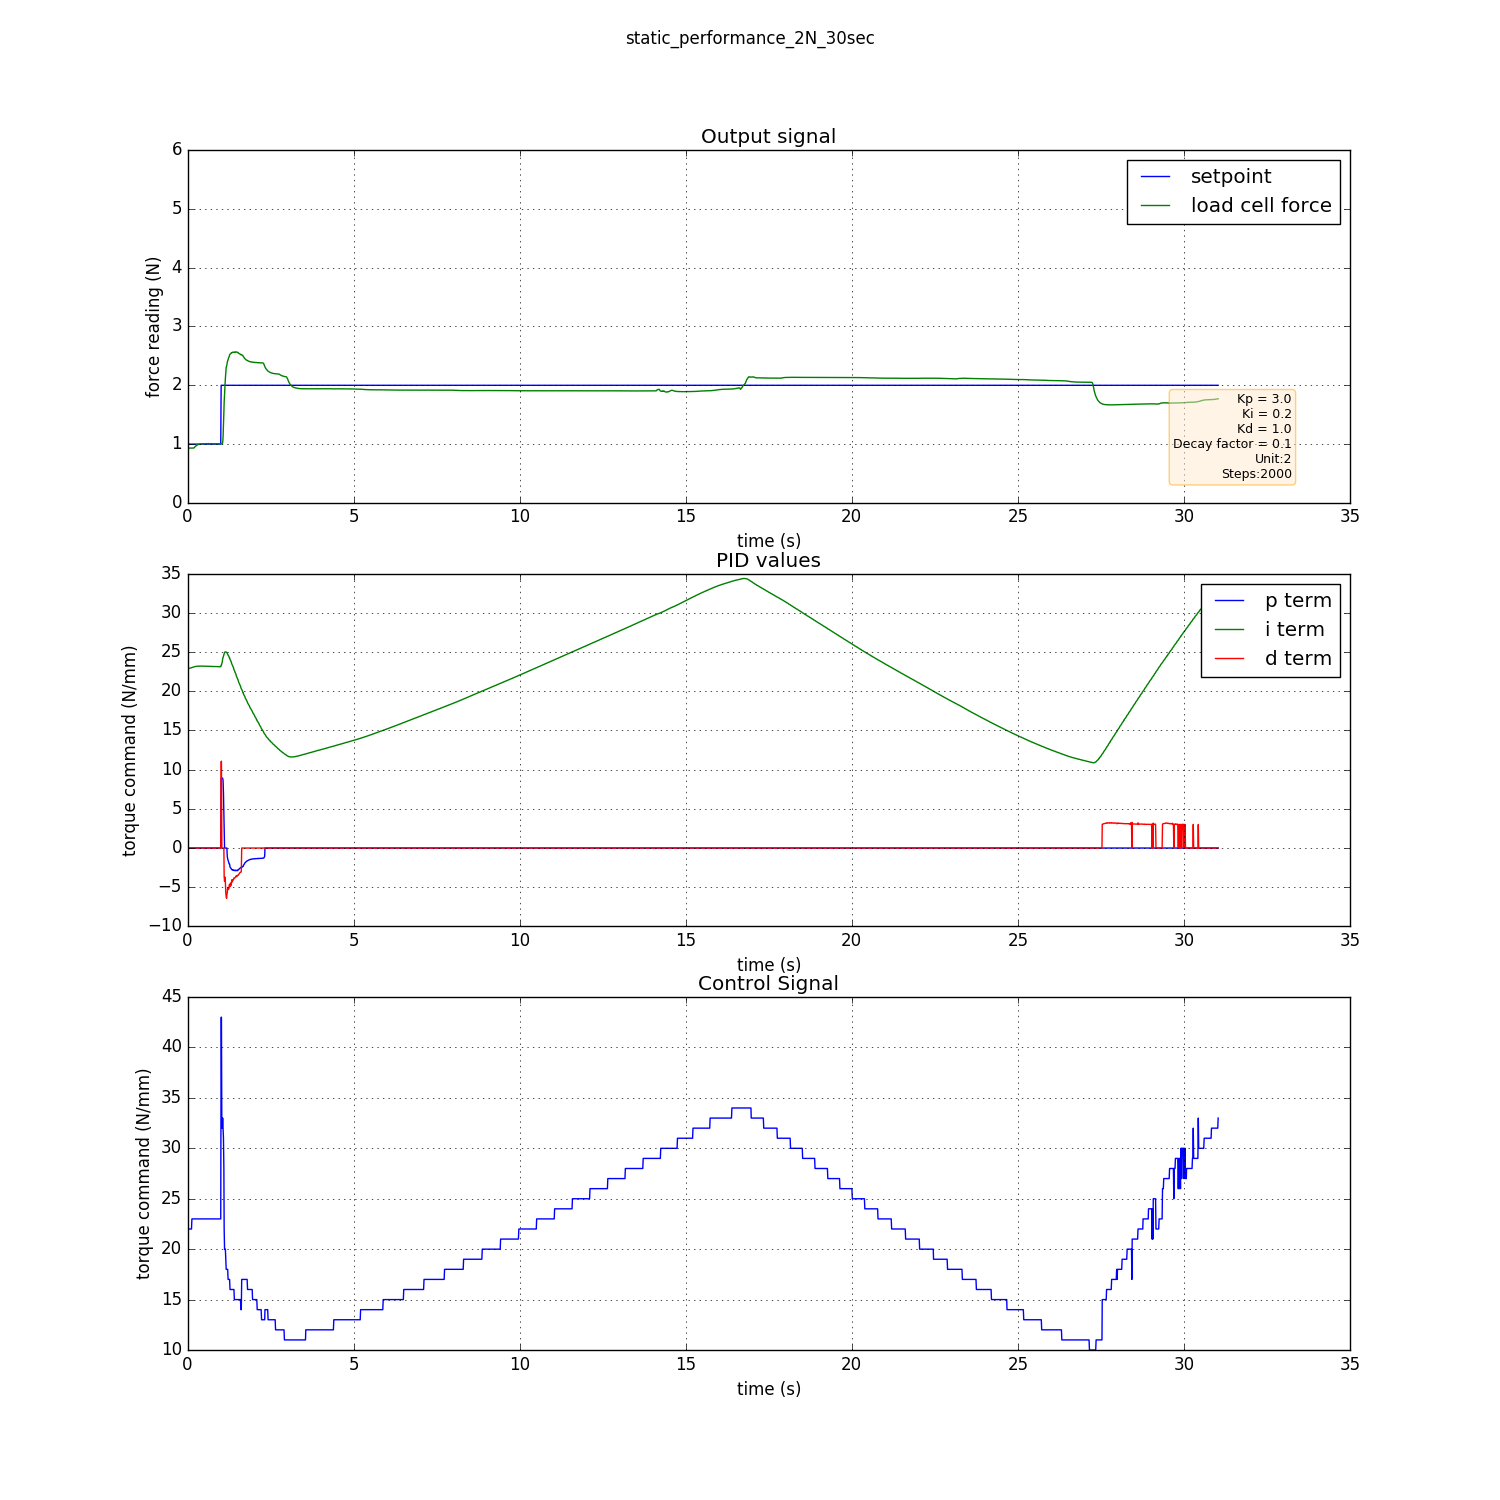 static_performance_2N_30sec
Output signal
6
5
4
3
2
1
0
force reading (N)
setpoint
load cell force
Kp = 3.0
Ki = 0.2
Kd = 1.0
Decay factor = 0.1
Unit:2
Steps:2000
0 5 10 15 20 25 30 35
time (s)
PID values
35
30
25
20
15
10
5
0
−5
−10
torque command (N/mm)
p term
i term
d term
0 5 10 15 20 25 30 35
time (s)
Control Signal
45
40
35
30
25
20
15
10
torque command (N/mm)
0 5 10 15 20 25 30 35
time (s)